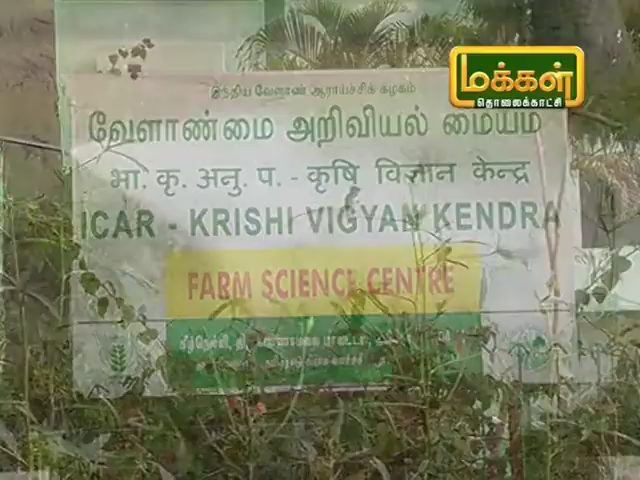 மக்கள்
தொலைக்காட்சி
இந்திய வேளாண் ஆராய்ச்சிக் கழகம்
வேளாண்மை அறிவியல் மையம்
भा. कृ. अनु. प. - कृषि विज्ञान केन्द्र
ICAR - KRISHI VIGYAN KENDRA
FARM SCIENCE CENTRE